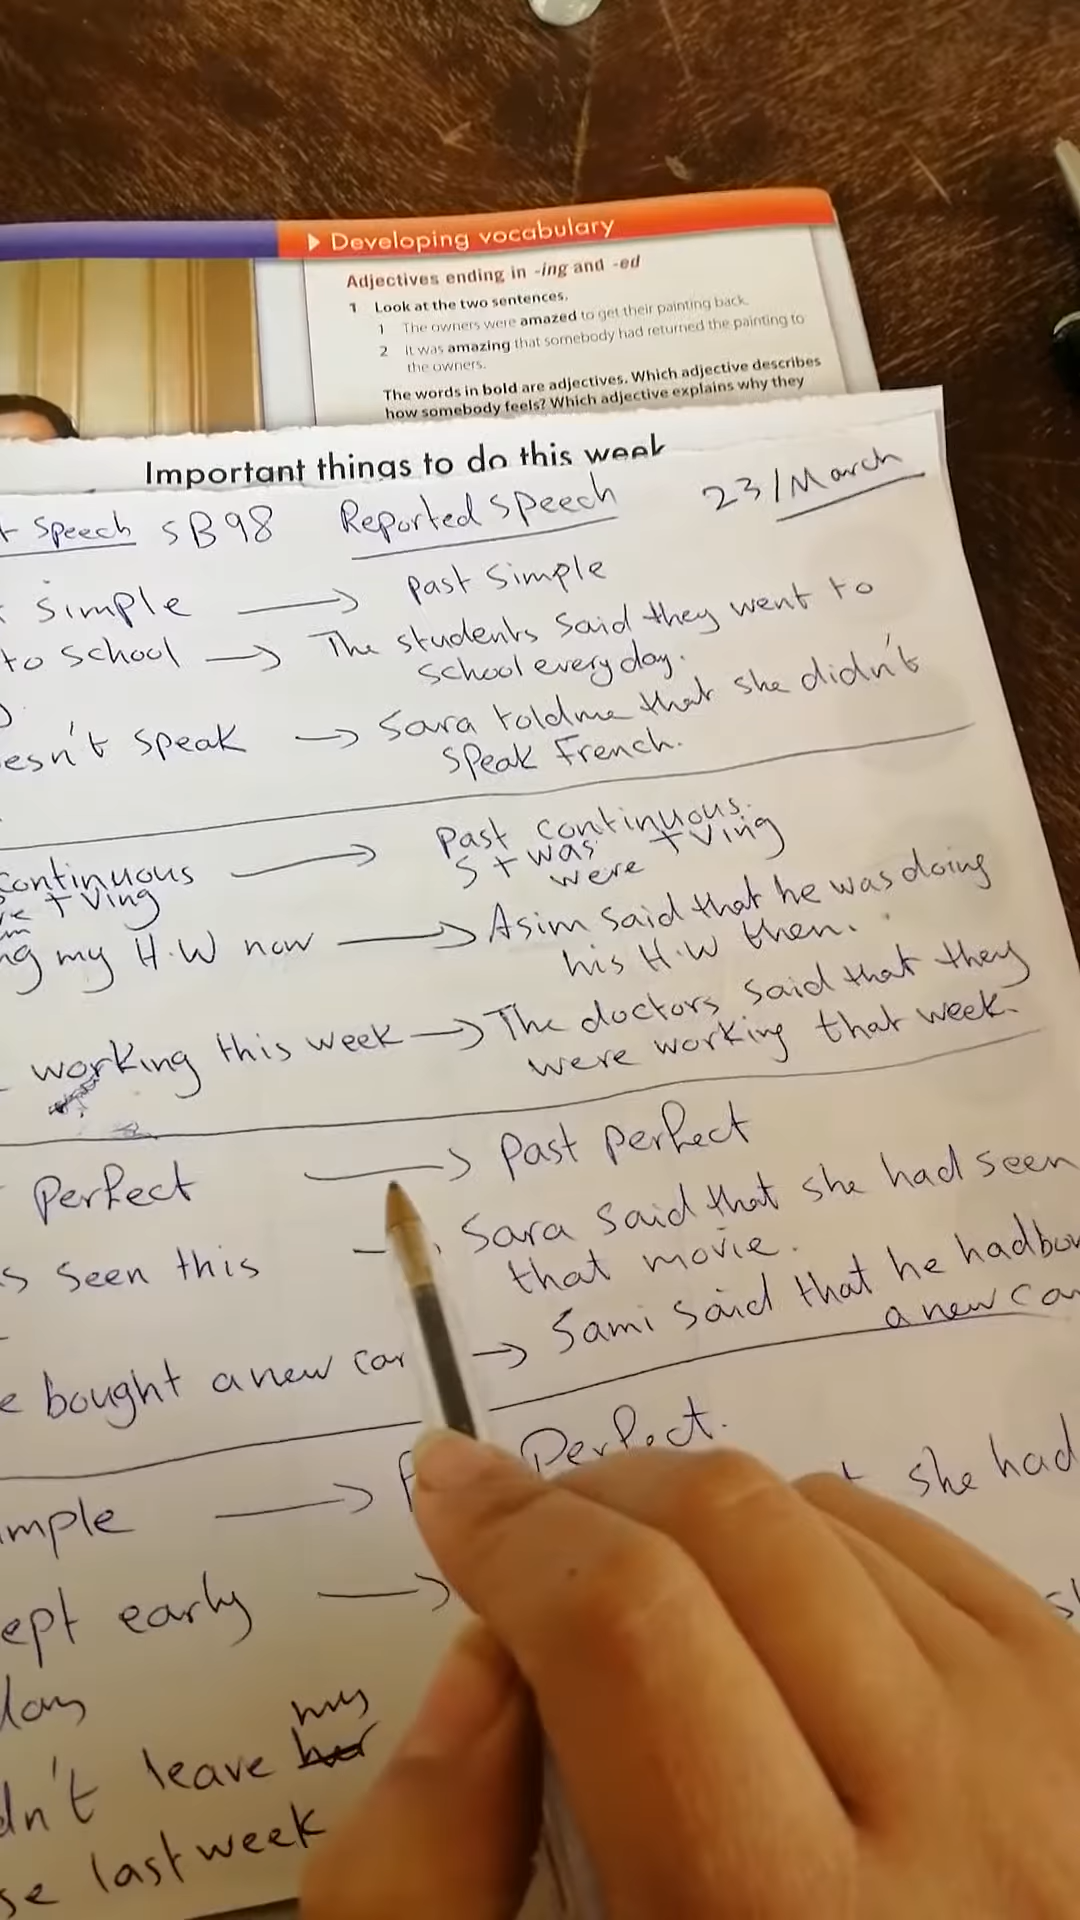 Developing vocabulary
Adjectives ending in -ing and -ed
1 Look at the two sentences.
1 The owners were amazed to get their painting back.
2 It was amazing that somebody had returned the painting to
the owners.
The words in bold are adjectives. Which adjective describes
how somebody feels? Which adjective explains why they
Important things to do this week
23/March
speech SB98 Reported speech
simple → past simple
to school → The students said they went to
school every day.
esn't speak → Sara told me that she didn't
speak French.
continuous → Past continuous.
+ Ving S + was + Ving
were
ng my H.W now → Asim said that he was doing
his H.W then.
working this week → The doctors said that they
were working that week.
Perfect → Past perfect
s seen this Sara said that she had seen
that movie.
e bought a new car → Sami said that he had bou
a new car
imple → Perfect.
she had
ept early →
day
my
dn't leave her
se last week